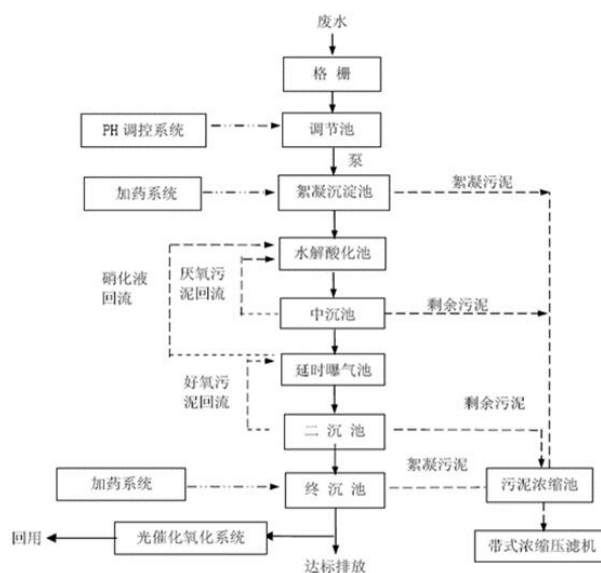 废水
格 栅
PH 调控系统
调节池
泵
加药系统
絮凝沉淀池
絮凝污泥
水解酸化池
硝化液
回流
厌氧污
泥回流
中沉池
剩余污泥
延时曝气池
好氧污
泥回流
剩余污泥
二 沉 池
絮凝污泥
加药系统
终 沉 池
污泥浓缩池
回用
光催化氧化系统
带式浓缩压滤机
达标排放